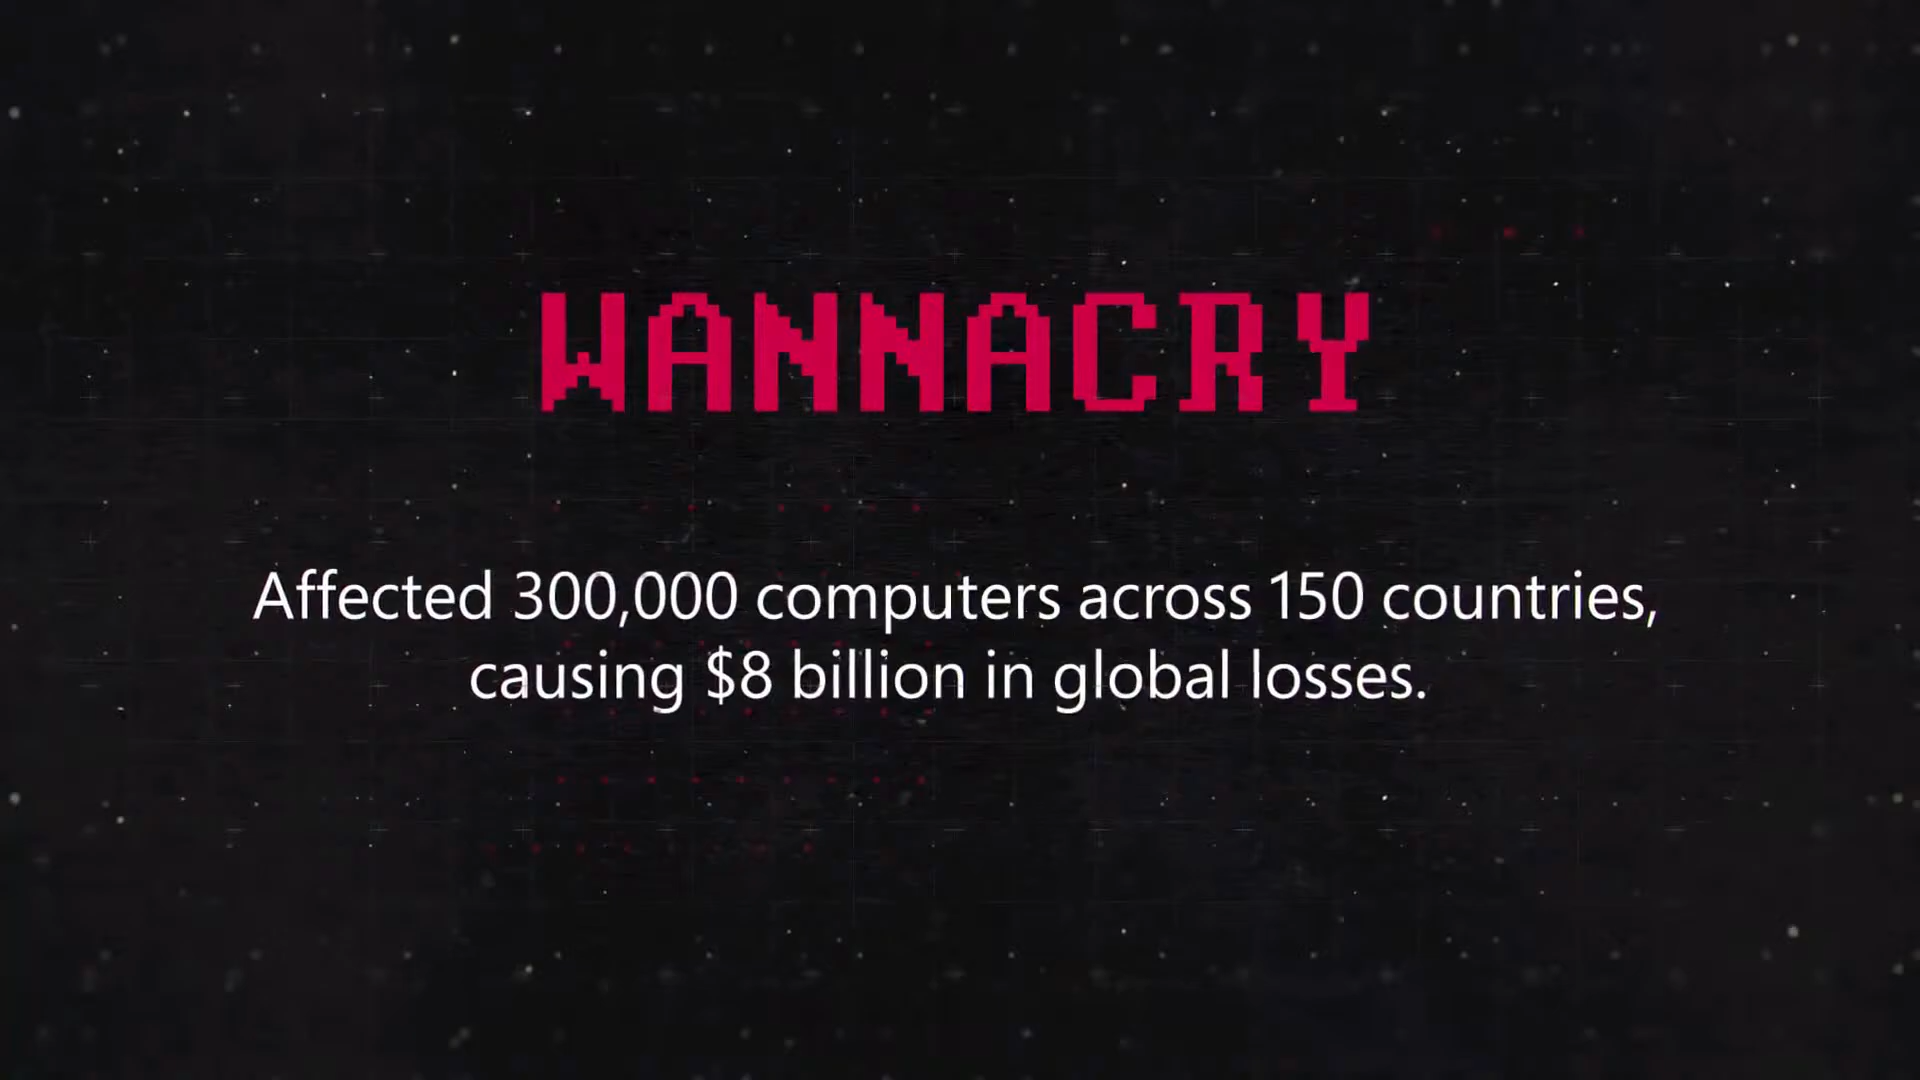 WANNACRY
Affected 300,000 computers across 150 countries,
causing $8 billion in global losses.